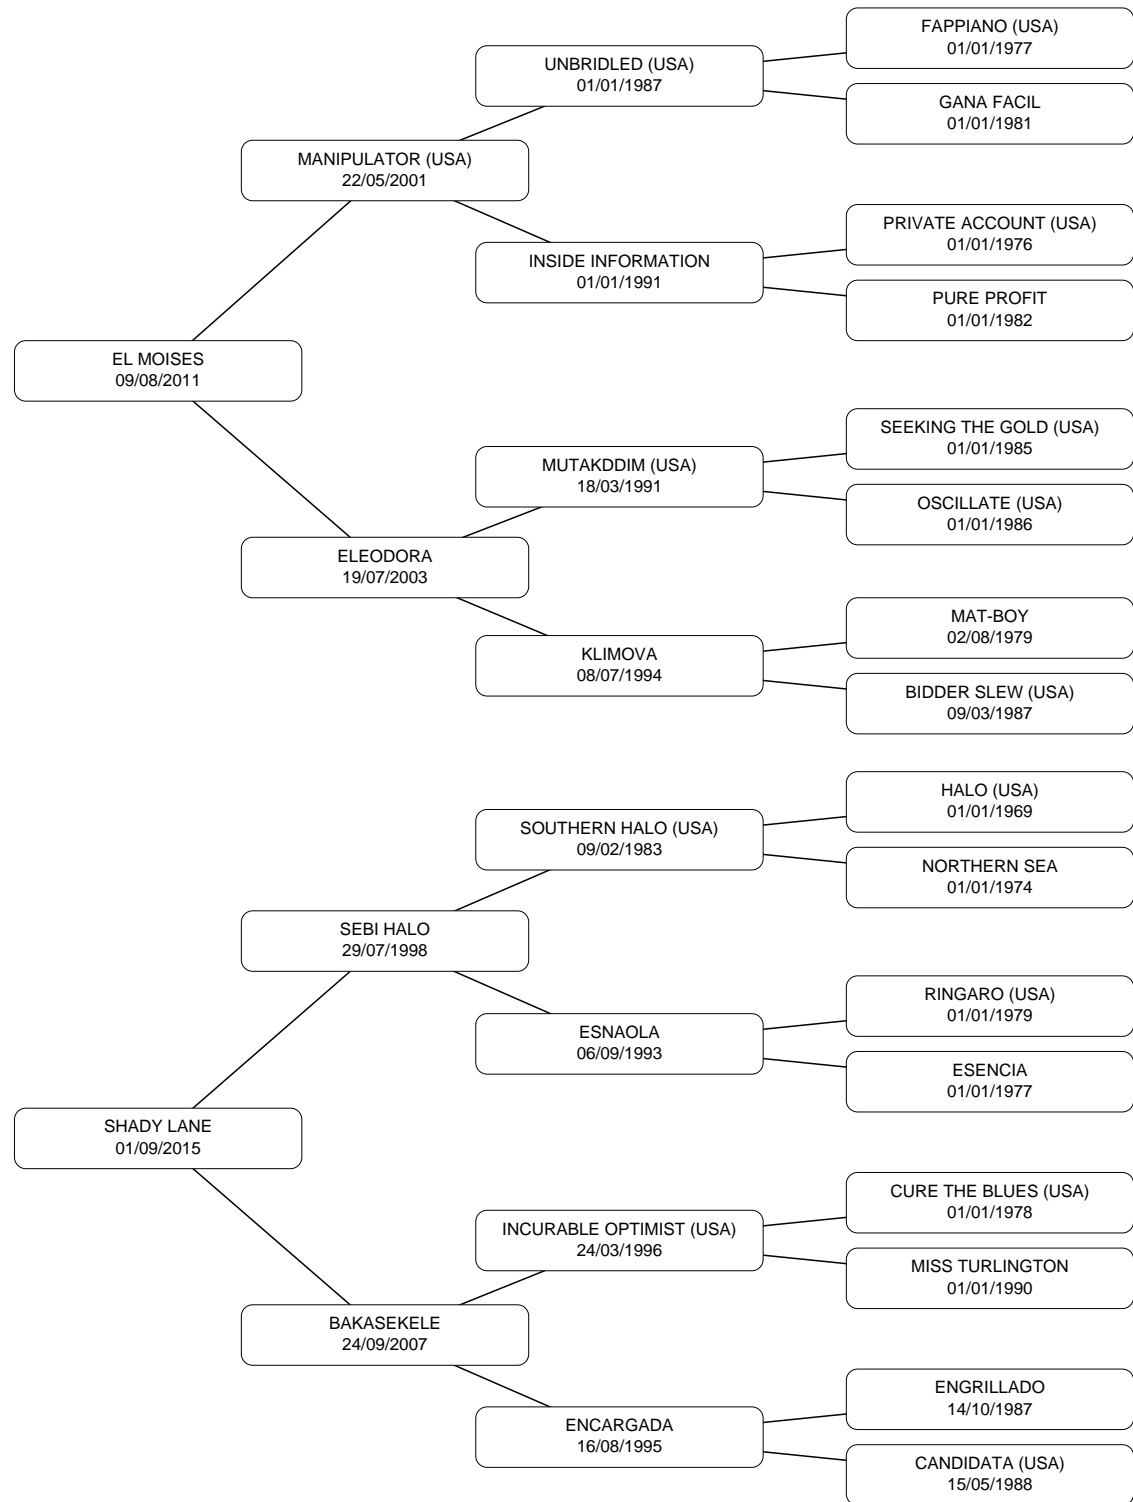 FAPPIANO (USA)
01/01/1977
UNBRIDLED (USA)
01/01/1987
GANA FACIL
01/01/1981
MANIPULATOR (USA)
22/05/2001
PRIVATE ACCOUNT (USA)
01/01/1976
INSIDE INFORMATION
01/01/1991
PURE PROFIT
01/01/1982
EL MOISES
09/08/2011
SEEKING THE GOLD (USA)
01/01/1985
MUTAKDDIM (USA)
18/03/1991
OSCILLATE (USA)
01/01/1986
ELEODORA
19/07/2003
MAT-BOY
02/08/1979
KLIMOVA
08/07/1994
BIDDER SLEW (USA)
09/03/1987
HALO (USA)
01/01/1969
SOUTHERN HALO (USA)
09/02/1983
NORTHERN SEA
01/01/1974
SEBI HALO
29/07/1998
RINGARO (USA)
01/01/1979
ESNAOLA
06/09/1993
ESENCIA
01/01/1977
SHADY LANE
01/09/2015
CURE THE BLUES (USA)
01/01/1978
INCURABLE OPTIMIST (USA)
24/03/1996
MISS TURLINGTON
01/01/1990
BAKASEKELE
24/09/2007
ENGRILLADO
14/10/1987
ENCARGADA
16/08/1995
CANDIDATA (USA)
15/05/1988